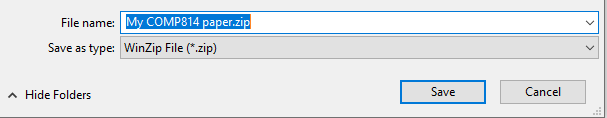 File name: My COMP814 paper.zip
Save as type: WinZip File (*.zip)
Hide Folders Save Cancel